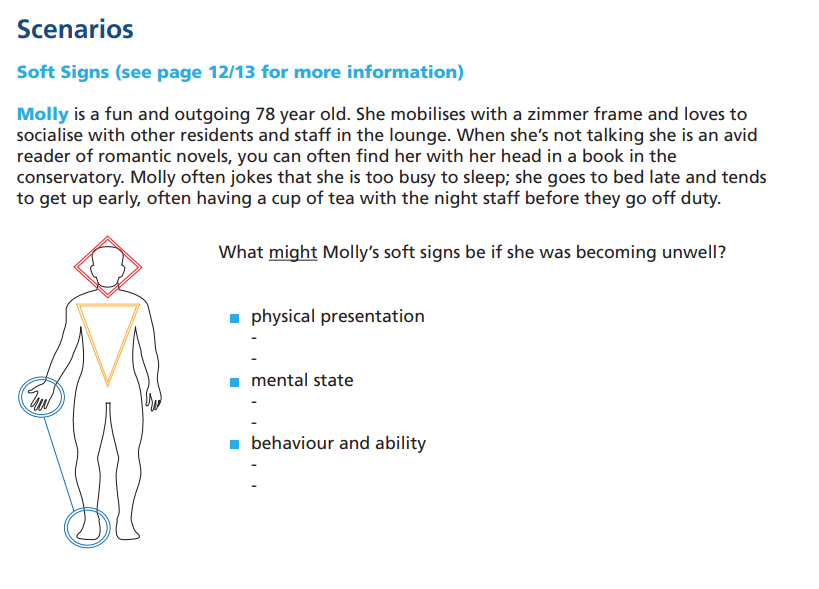 Scenarios
Soft Signs (see page 12/13 for more information)
Molly is a fun and outgoing 78 year old. She mobilises with a zimmer frame and loves to
socialise with other residents and staff in the lounge. When she's not talking she is an avid
reader of romantic novels, you can often find her with her head in a book in the
conservatory. Molly often jokes that she is too busy to sleep; she goes to bed late and tends
to get up early, often having a cup of tea with the night staff before they go off duty.
What might Molly's soft signs be if she was becoming unwell?
■ physical presentation
-
-
■ mental state
-
-
■ behaviour and ability
-
-